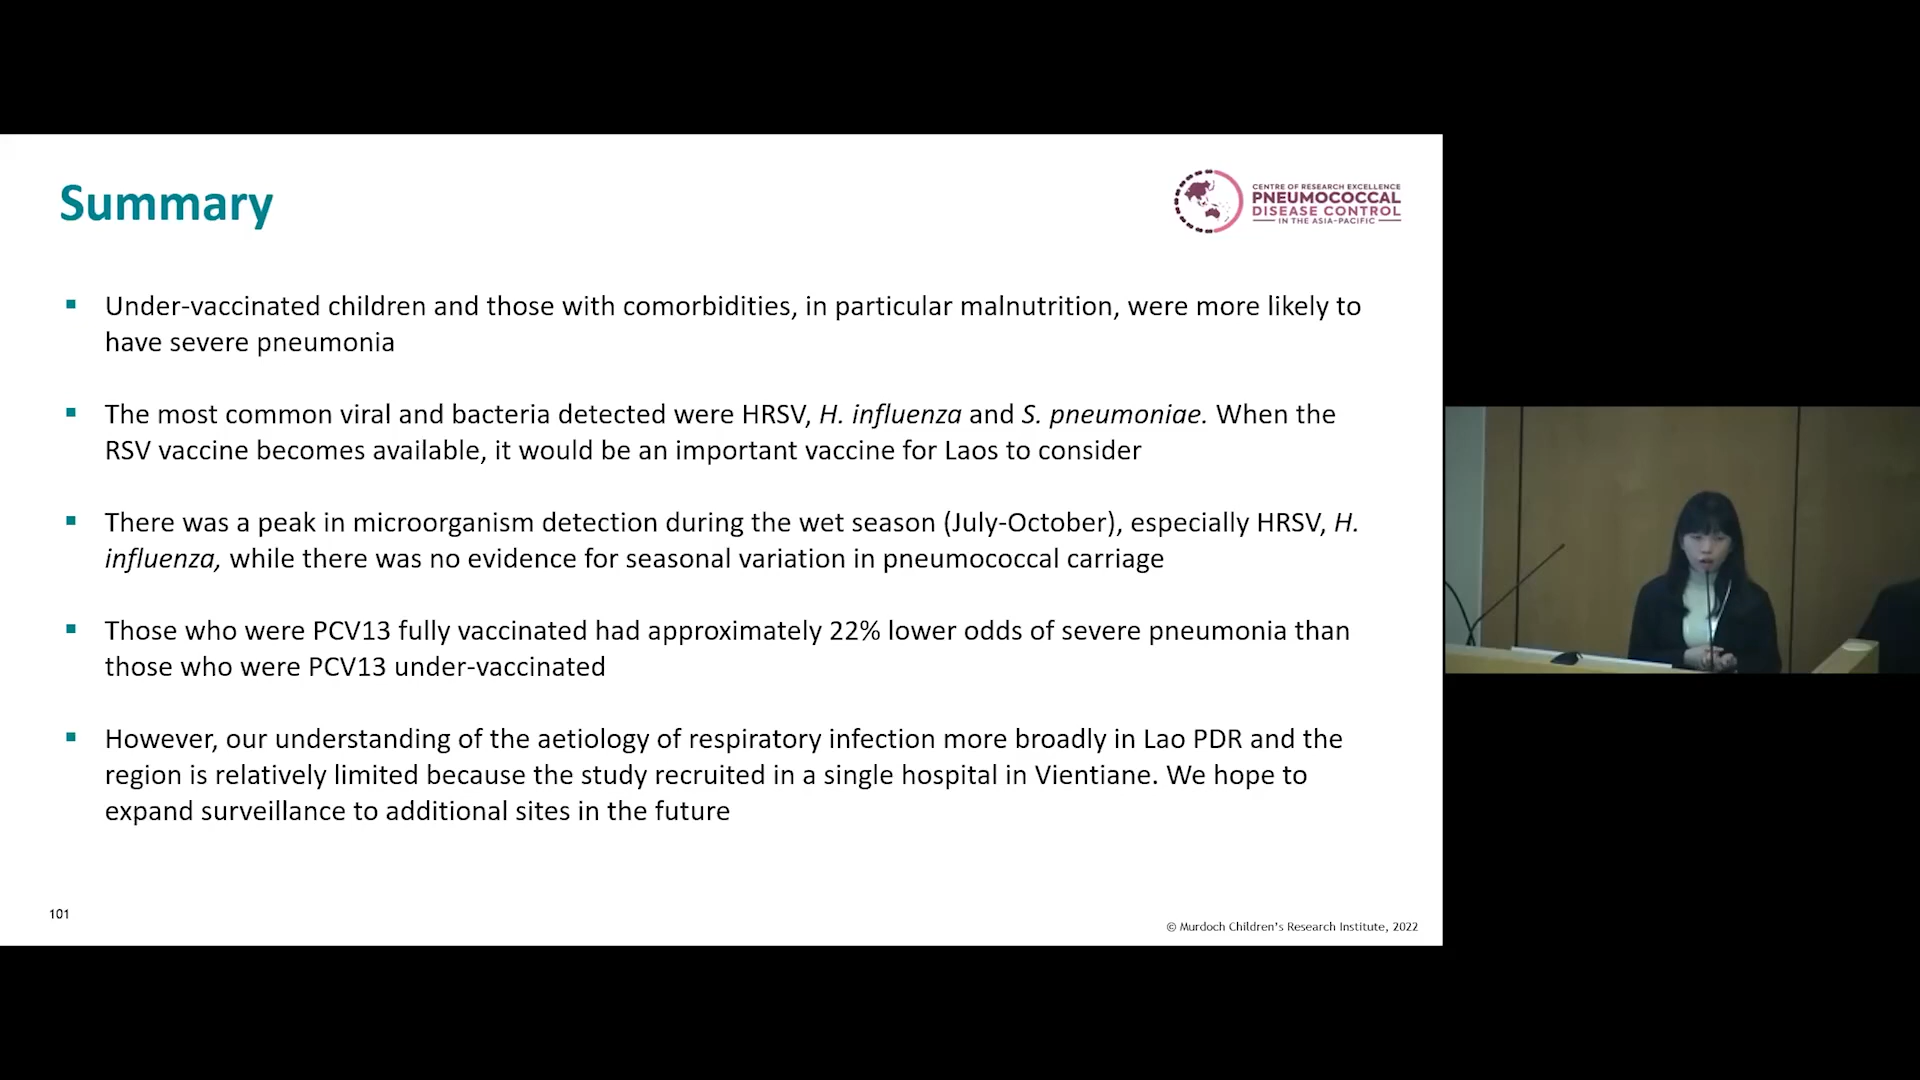 Summary
CENTRE OF RESEARCH EXCELLENCE
PNEUMOCOCCAL
DISEASE CONTROL
IN THE ASIA-PACIFIC
Under-vaccinated children and those with comorbidities, in particular malnutrition, were more likely to
have severe pneumonia
The most common viral and bacteria detected were HRSV, H. influenza and S. pneumoniae. When the
RSV vaccine becomes available, it would be an important vaccine for Laos to consider
There was a peak in microorganism detection during the wet season (July-October), especially HRSV, H.
influenza, while there was no evidence for seasonal variation in pneumococcal carriage
Those who were PCV13 fully vaccinated had approximately 22% lower odds of severe pneumonia than
those who were PCV13 under-vaccinated
However, our understanding of the aetiology of respiratory infection more broadly in Lao PDR and the
region is relatively limited because the study recruited in a single hospital in Vientiane. We hope to
expand surveillance to additional sites in the future
101
© Murdoch Children's Research Institute, 2022